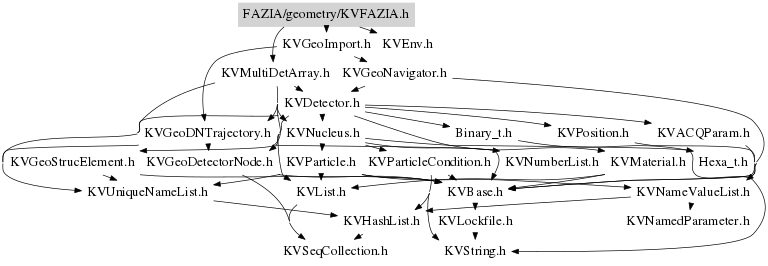 FAZIA/geometry/KVFAZIA.h
KVGeoImport.h KVEnv.h
KVMultiDetArray.h KVGeoNavigator.h
KVDetector.h
KVGeoDNTrajectory.h KVNucleus.h Binary_t.h KVPosition.h KVACQParam.h
KVGeoStrucElement.h KVGeoDetectorNode.h KVParticle.h KVParticleCondition.h KVNumberList.h KVMaterial.h Hexa_t.h
KVUniqueNameList.h KVList.h KVBase.h KVNameValueList.h
KVHashList.h KVLockfile.h KVNamedParameter.h
KVSeqCollection.h KVString.h